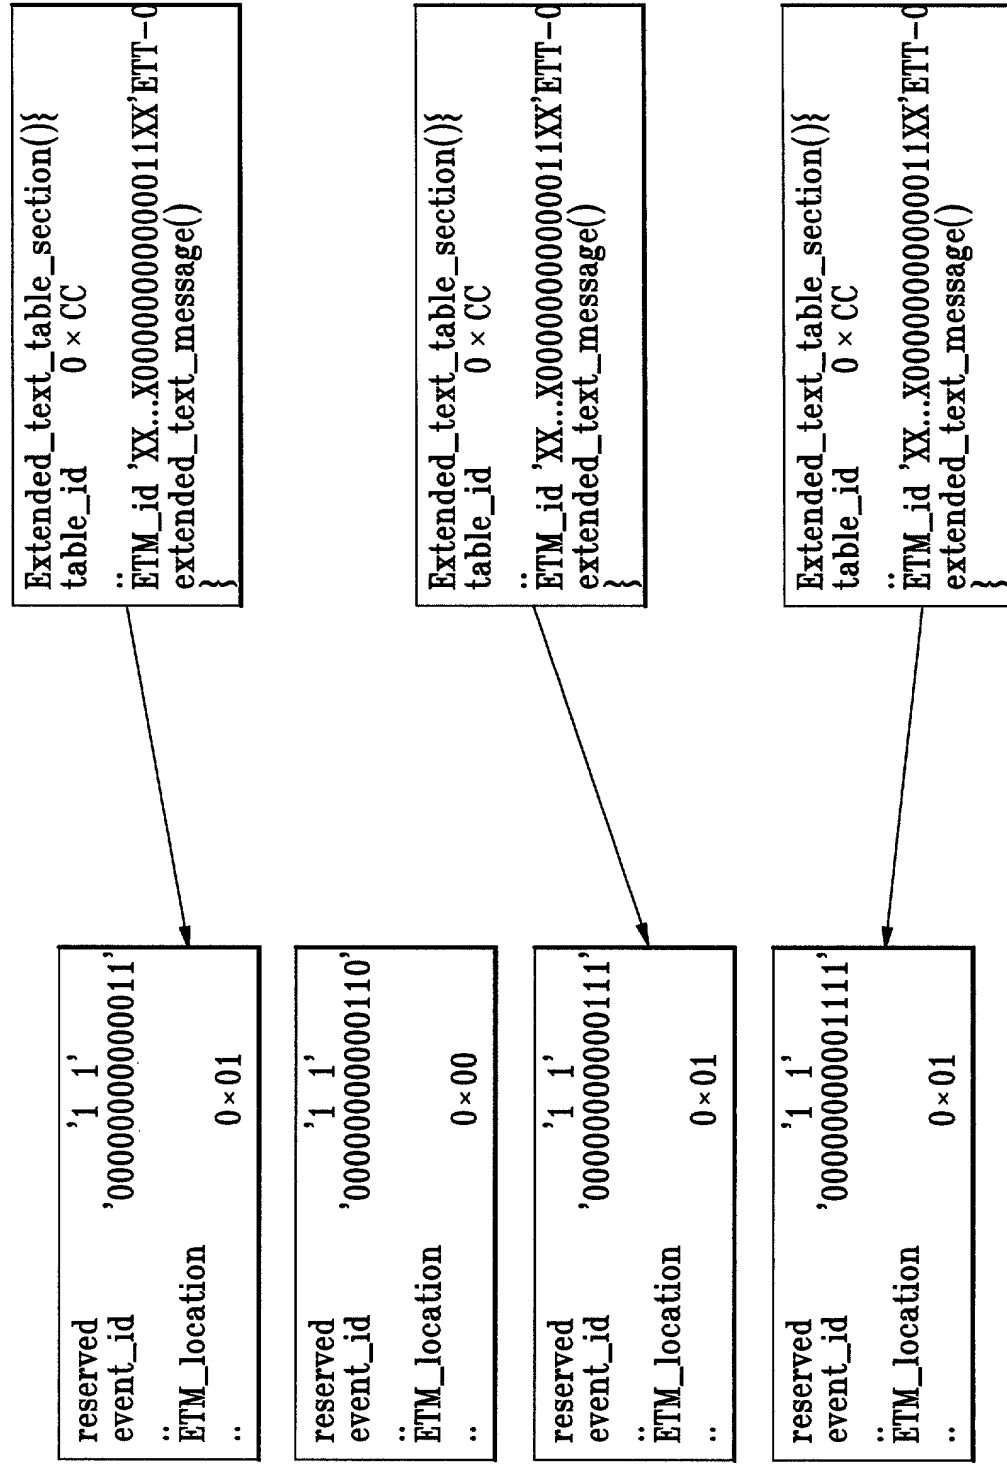 reserved '1 1'
event_id '00000000000011'
..
ETM_location
.. 0×01
Extended_text_table_section(){
table_id 0 × CC
..
ETM_id 'XX...X00000000000011XX'ETT-0
extended_text_message()
}
reserved '1 1'
event_id '00000000000110'
..
ETM_location
.. 0×00
reserved '1 1'
event_id '00000000000111'
..
ETM_location
.. 0×01
Extended_text_table_section(){
table_id 0 × CC
..
ETM_id 'XX...X00000000000011XX'ETT-0
extended_text_message()
}
reserved '1 1'
event_id '00000000001111'
..
ETM_location
.. 0×01
Extended_text_table_section(){
table_id 0 × CC
..
ETM_id 'XX...X00000000000011XX'ETT-0
extended_text_message()
}